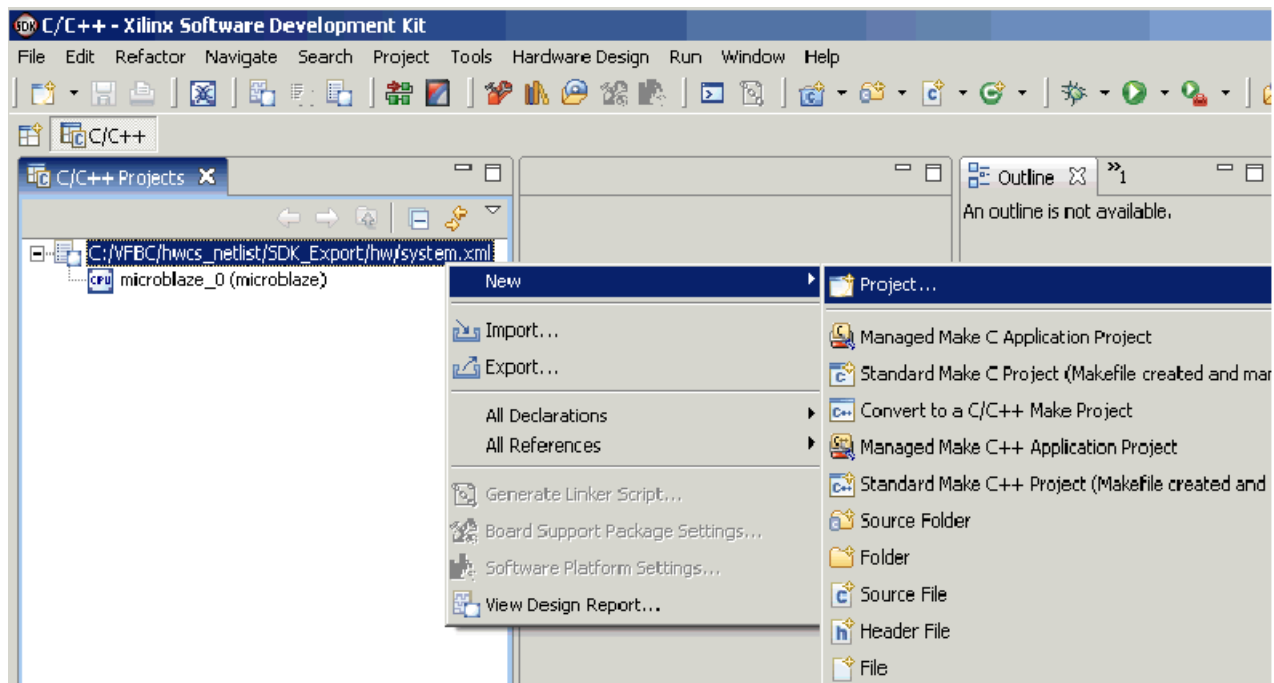 C/C++ - Xilinx Software Development Kit
File Edit Refactor Navigate Search Project Tools Hardware Design Run Window Help
C/C++
C/C++ Projects
Outline
1
An outline is not available.
C:/VFBC/hwcs_netlist/SDK_Export/hw/system.xml
microblaze_0 (microblaze)
New
Import...
Export...
All Declarations
All References
Generate Linker Script...
Board Support Package Settings...
Software Platform Settings...
View Design Report...
Project...
Managed Make C Application Project
Standard Make C Project (Makefile created and mar
Convert to a C/C++ Make Project
Managed Make C++ Application Project
Standard Make C++ Project (Makefile created and
Source Folder
Folder
Source File
Header File
File